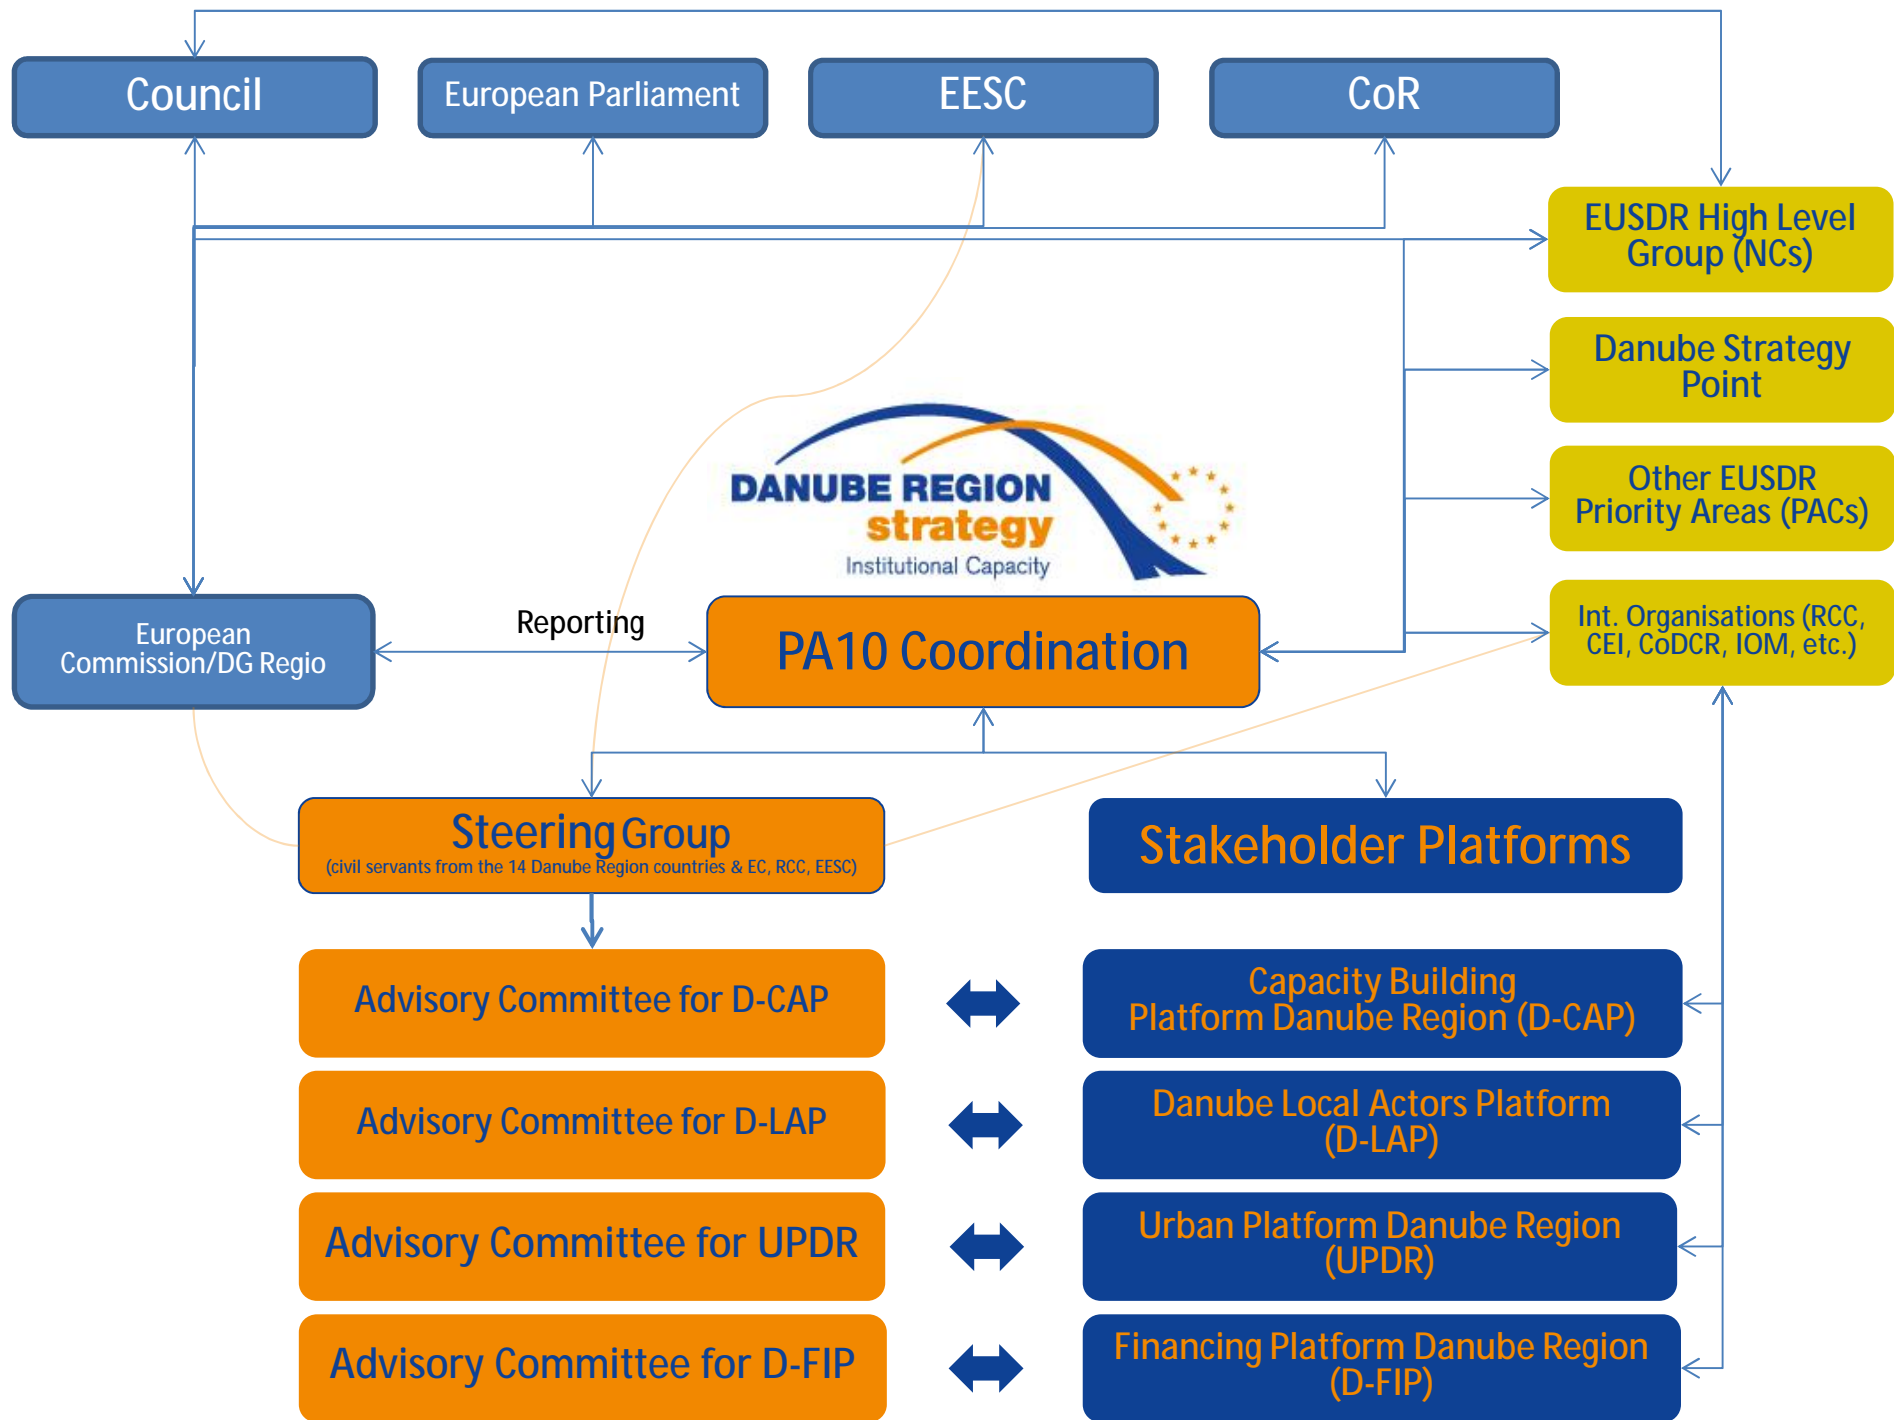 Council
European Parliament
EESC
CoR
EUSDR High Level
Group (NCs)
Danube Strategy
Point
DANUBE REGION
strategy
Institutional Capacity
Other EUSDR
Priority Areas (PACs)
European
Commission/DG Regio
Reporting
PA10 Coordination
Int. Organisations (RCC,
CEI, CoDCR, IOM, etc.)
Steering Group
(civil servants from the 14 Danube Region countries & EC, RCC, EESC)
Stakeholder Platforms
Advisory Committee for D-CAP
Capacity Building
Platform Danube Region (D-CAP)
Advisory Committee for D-LAP
Danube Local Actors Platform
(D-LAP)
Advisory Committee for UPDR
Urban Platform Danube Region
(UPDR)
Advisory Committee for D-FIP
Financing Platform Danube Region
(D-FIP)